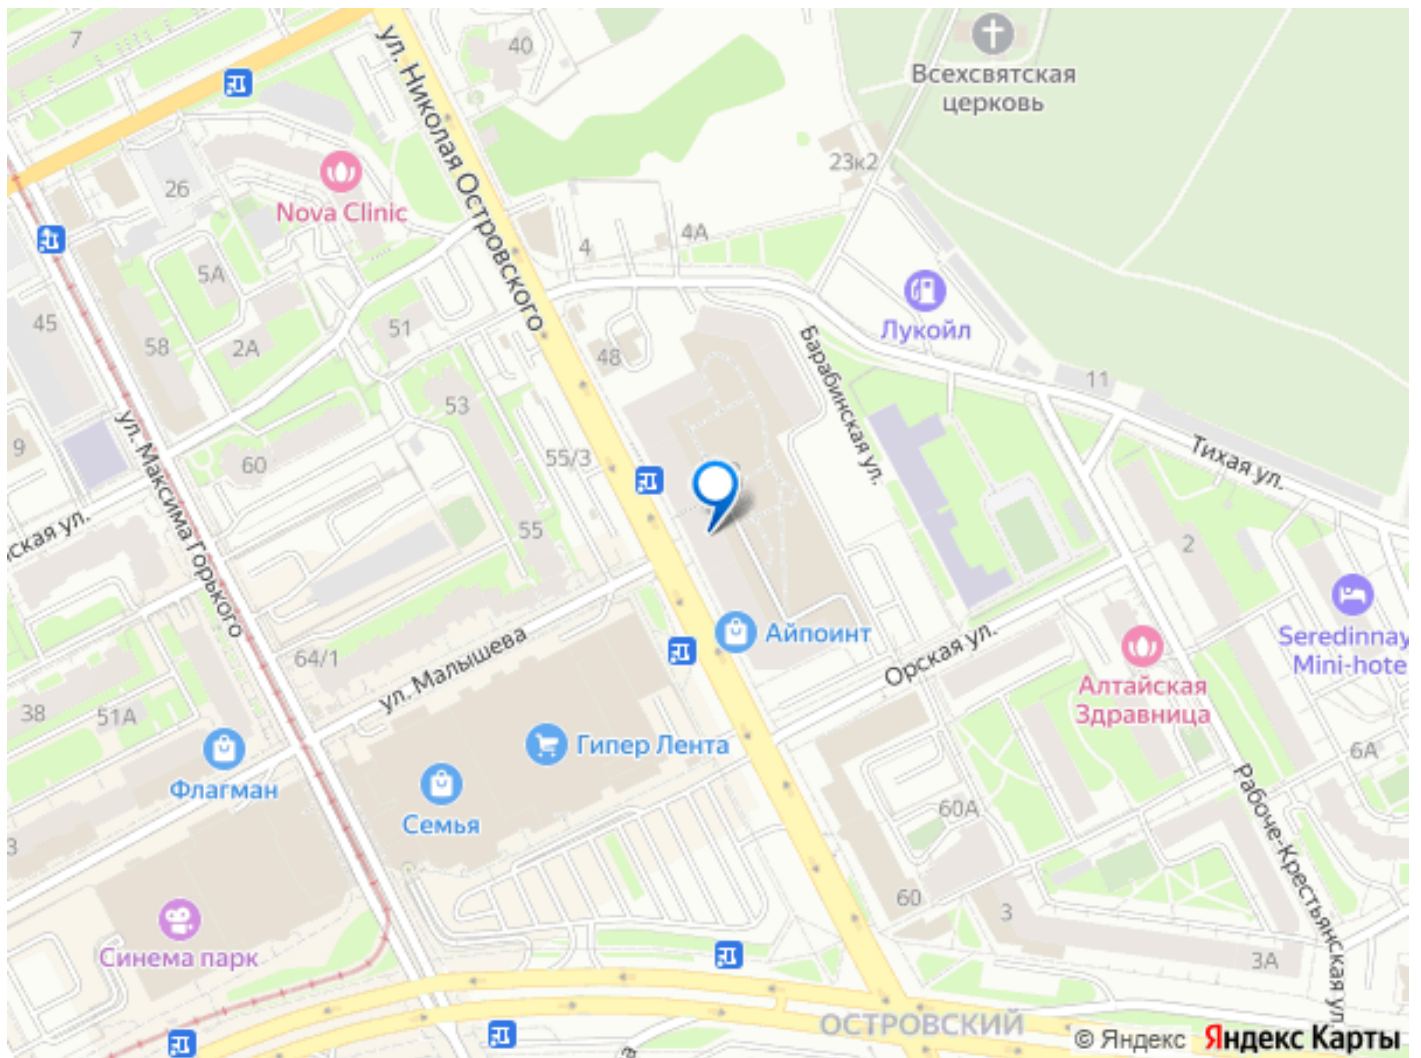 7
40
ул. Николая Островского
Всехсвятская
церковь
23к2
26
Nova Clinic
4
4А
5А
45
58
2А
51
48
Лукойл
Барабинская ул.
11
53
9
60
55/3
ул. Максима Горького
Тихая ул.
ская ул.
55
2
64/1
ул. Малышева
Айпоинт
Орская ул.
Seredinnay
Mini-hote
Алтайская
Здравница
38
51А
Флагман
Гипер Лента
Семья
6А
60А
Рабоче-Крестьянская ул.
3
60
3
3А
Синема парк
ОСТРОВСКИЙ
© Яндекс Яндекс Карты